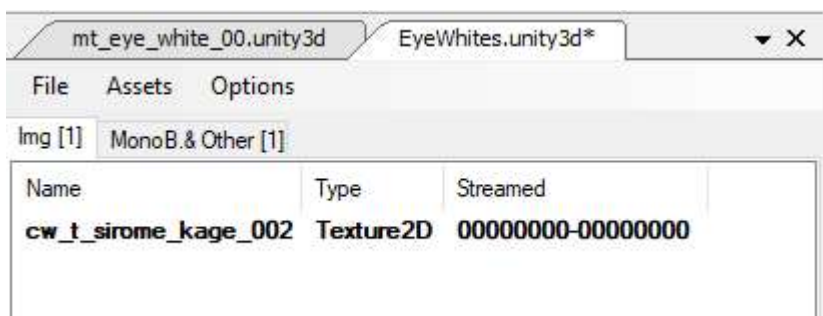 mt_eye_white_00.unity3d EyeWhites.unity3d*
File Assets Options
Img [1] MonoB.& Other [1]
Name Type Streamed
cw_t_sirome_kage_002 Texture2D 00000000-00000000